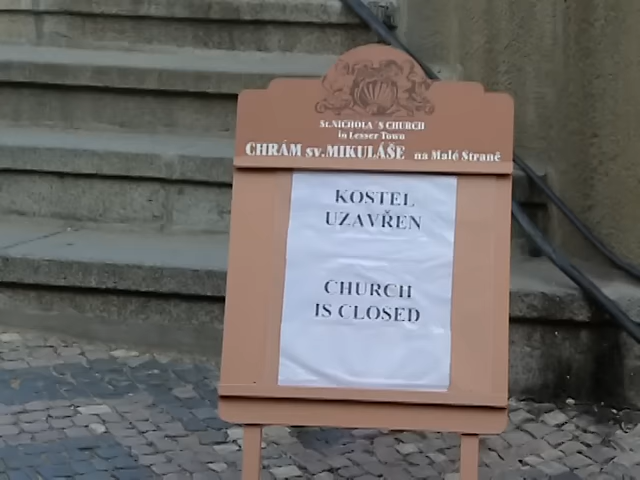 St.NICHOLA´S CHURCH
in Lesser Town
CHRÁM sv.MIKULÁŠE na Malé Straně
KOSTEL
UZAVŘEN
CHURCH
IS CLOSED